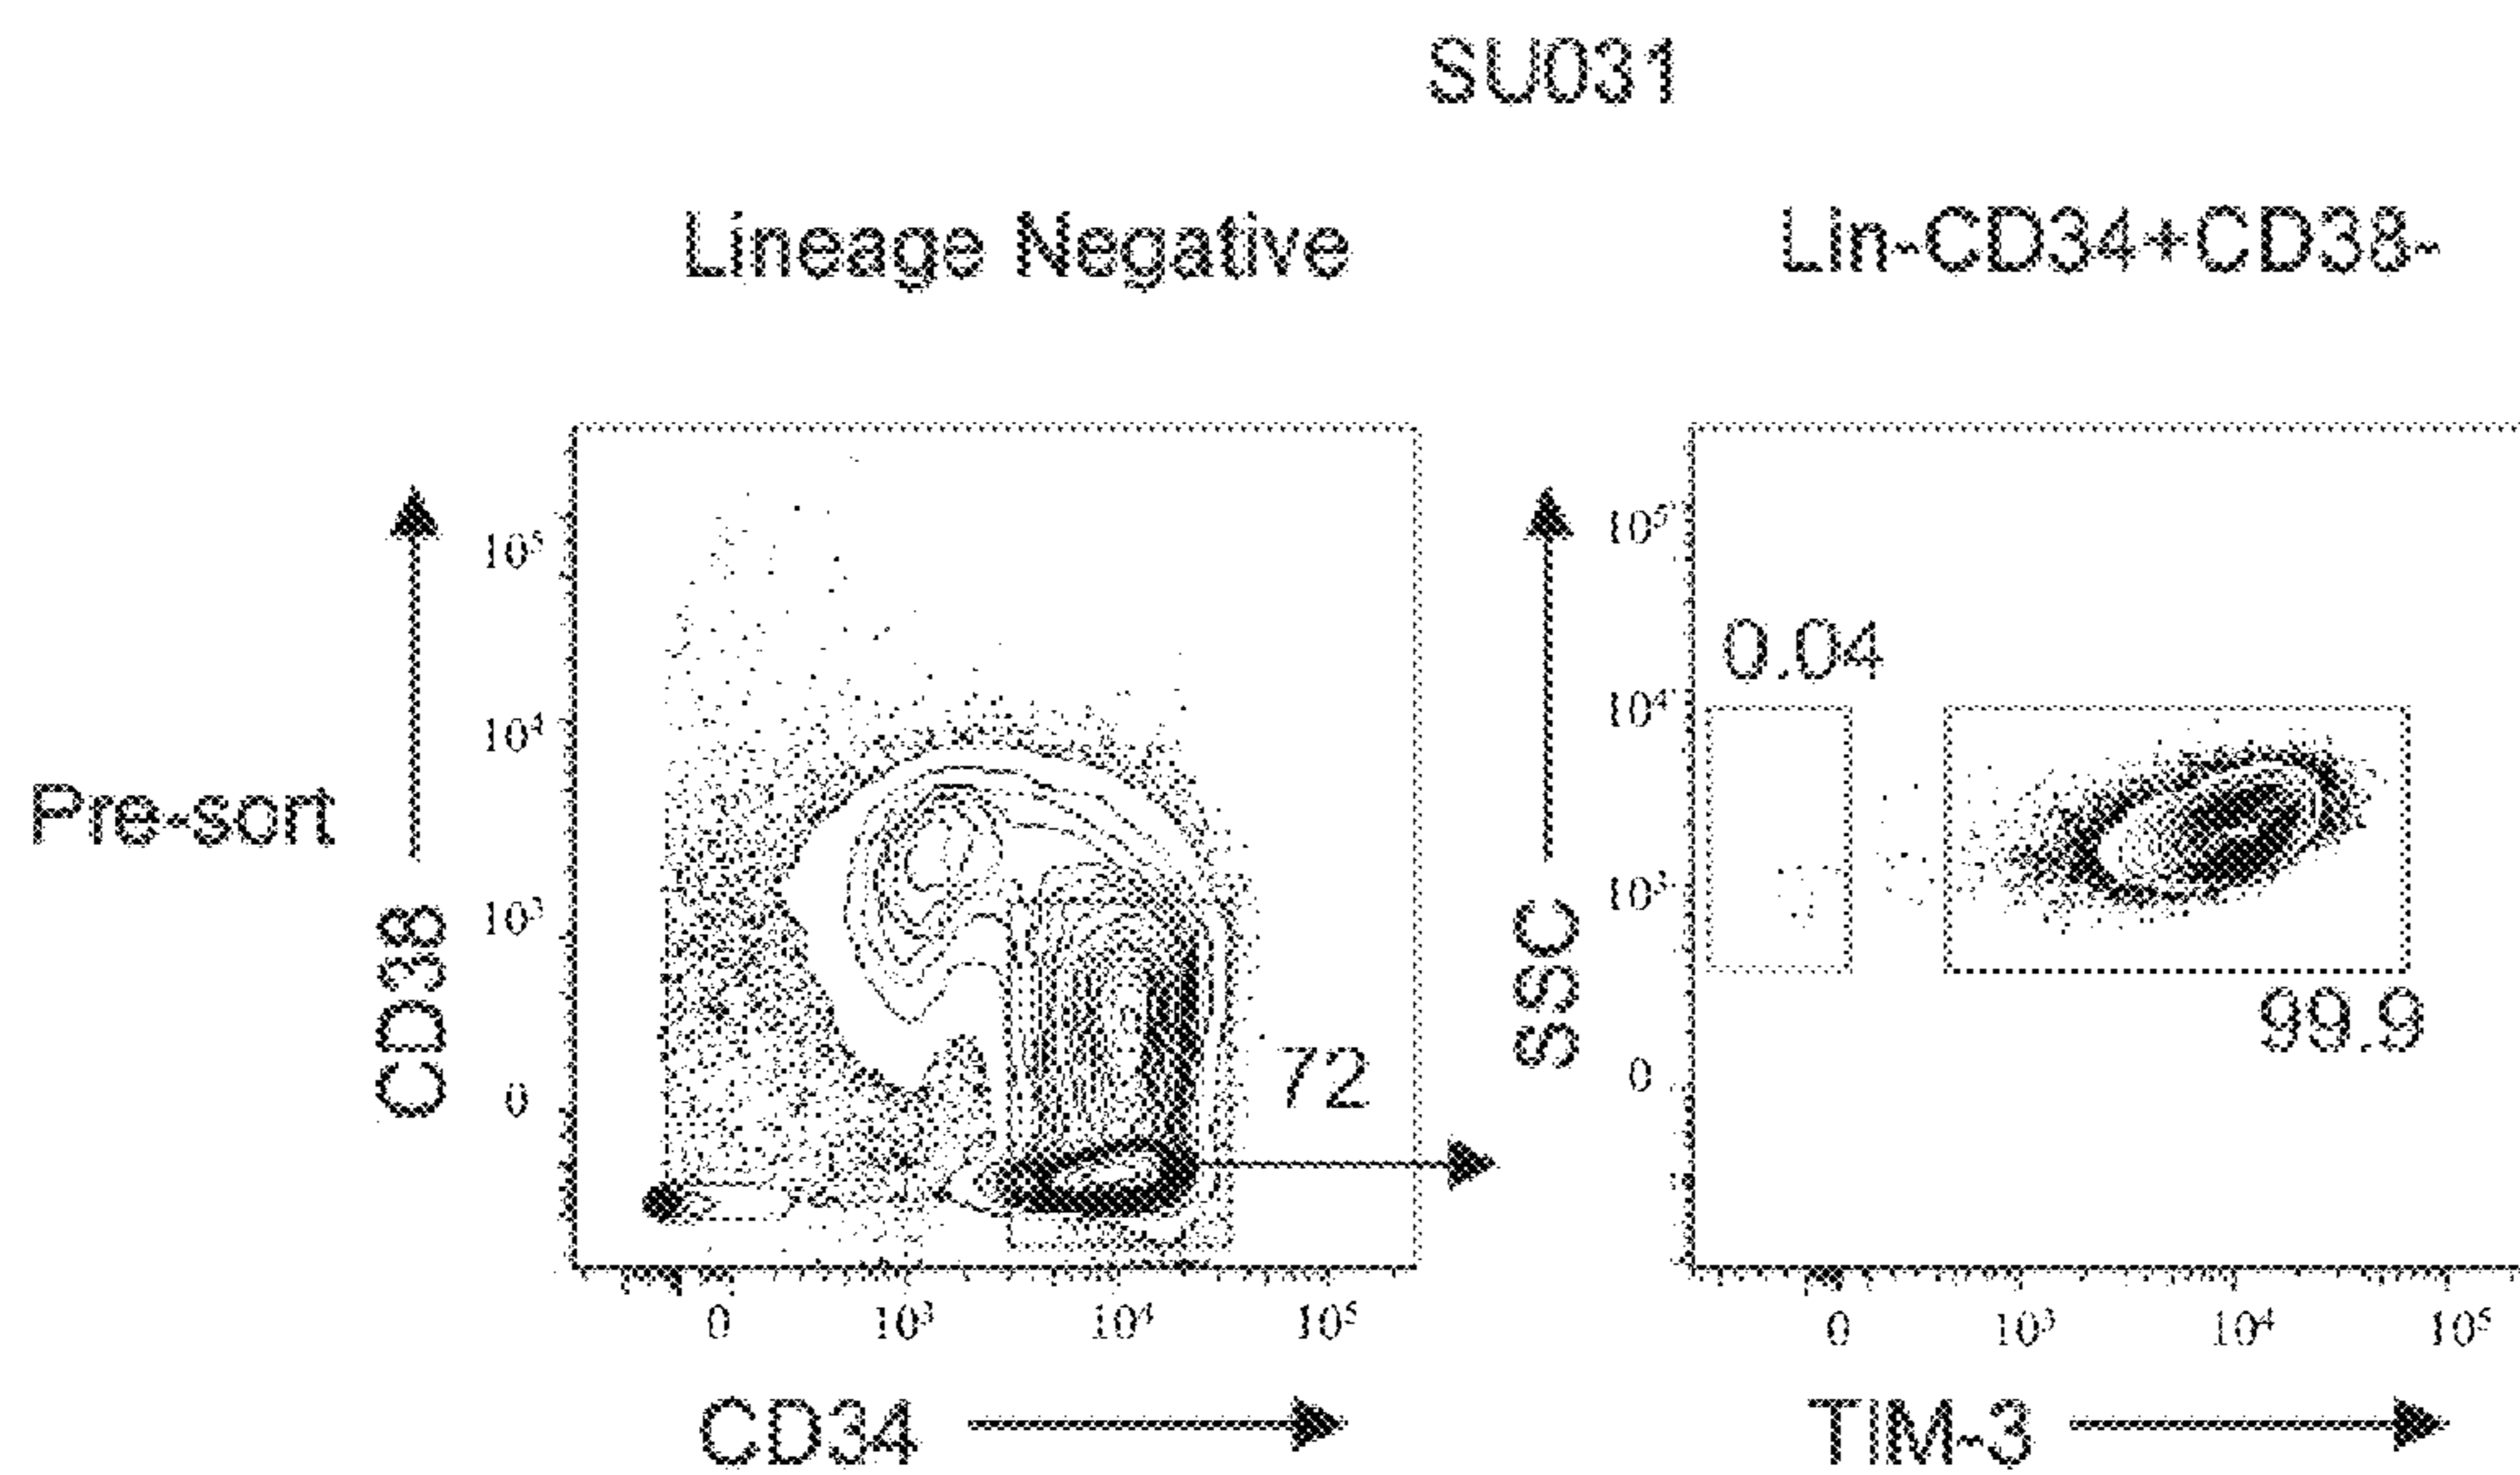 SU031
Lineage Negative
Lin-CD34+CD38-
Pre-sort
CD38
10⁵
10⁴
10³
0
72
0
10³
10⁴
10⁵
CD34
SSC
10⁵
10⁴
10³
0
0.04
99.9
0
10³
10⁴
10⁵
TIM-3